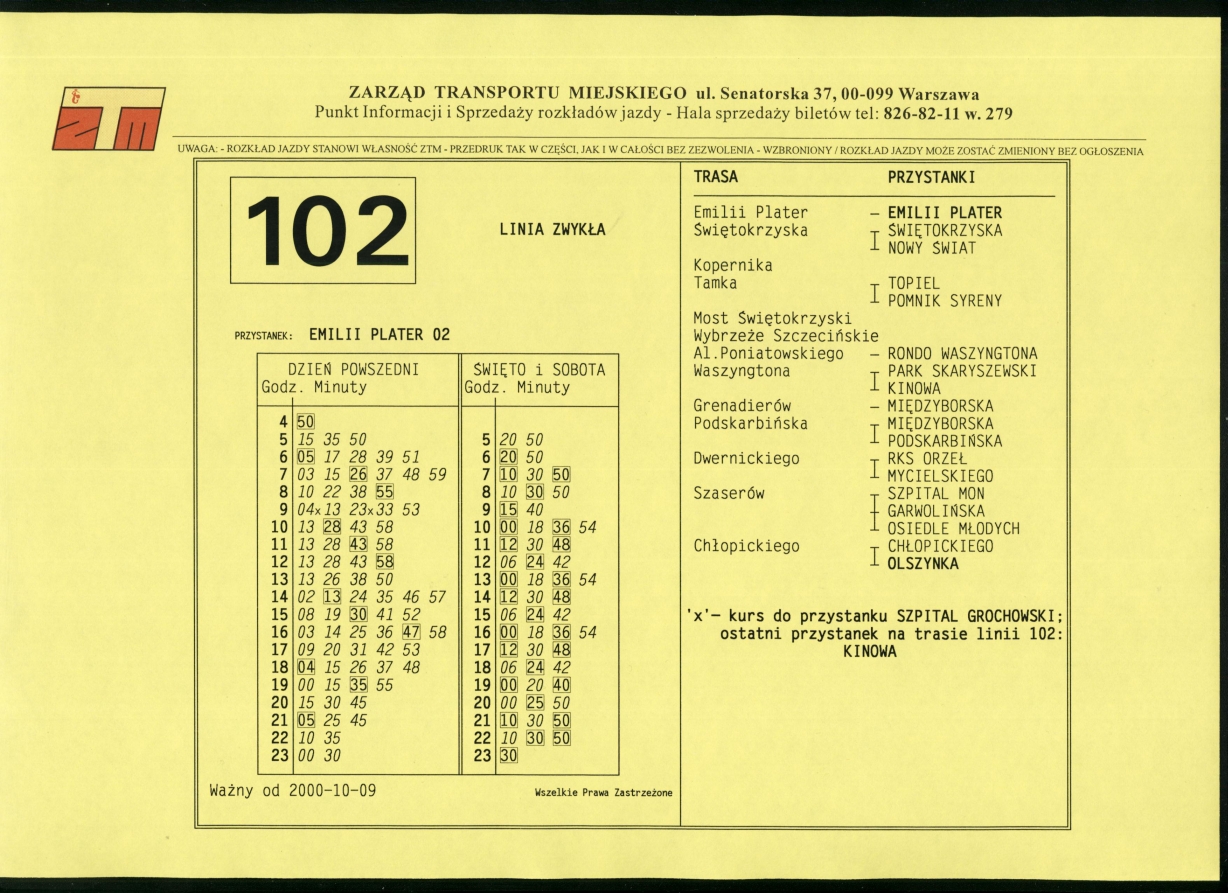 ZTM
ZARZĄD TRANSPORTU MIEJSKIEGO ul. Senatorska 37, 00-099 Warszawa
Punkt Informacji i Sprzedaży rozkładów jazdy - Hala sprzedaży biletów tel: 826-82-11 w. 279
UWAGA: - ROZKŁAD JAZDY STANOWI WŁASNOŚĆ ZTM - PRZEDRUK TAK W CZĘŚCI, JAK I W CAŁOŚCI BEZ ZEZWOLENIA - WZBRONIONY / ROZKŁAD JAZDY MOŻE ZOSTAĆ ZMIENIONY BEZ OGŁOSZENIA
102
LINIA ZWYKŁA
PRZYSTANEK: EMILII PLATER 02
DZIEŃ POWSZEDNI
Godz. Minuty
4 50
5 15 35 50
6 05 17 28 39 51
7 03 15 26 37 48 59
8 10 22 38 55
9 04x13 23x33 53
10 13 28 43 58
11 13 28 43 58
12 13 28 43 58
13 13 26 38 50
14 02 13 24 35 46 57
15 08 19 30 41 52
16 03 14 25 36 47 58
17 09 20 31 42 53
18 04 15 26 37 48
19 00 15 35 55
20 15 30 45
21 05 25 45
22 10 35
23 00 30
ŚWIĘTO i SOBOTA
Godz. Minuty
5 20 50
6 20 50
7 10 30 50
8 10 30 50
9 15 40
10 00 18 36 54
11 12 30 48
12 06 24 42
13 00 18 36 54
14 12 30 48
15 06 24 42
16 00 18 36 54
17 12 30 48
18 06 24 42
19 00 20 40
20 00 25 50
21 10 30 50
22 10 30 50
23 30
Ważny od 2000-10-09
Wszelkie Prawa Zastrzeżone
TRASA PRZYSTANKI
Emilii Plater – EMILII PLATER
Świętokrzyska ŚWIĘTOKRZYSKA
NOWY ŚWIAT
Kopernika
Tamka TOPIEL
POMNIK SYRENY
Most Świętokrzyski
Wybrzeże Szczecińskie
Al.Poniatowskiego – RONDO WASZYNGTONA
Waszyngtona PARK SKARYSZEWSKI
KINOWA
Grenadierów – MIĘDZYBORSKA
Podskarbińska MIĘDZYBORSKA
PODSKARBIŃSKA
Dwernickiego RKS ORZEŁ
MYCIELSKIEGO
Szaserów SZPITAL MON
GARWOLIŃSKA
OSIEDLE MŁODYCH
Chłopickiego CHŁOPICKIEGO
OLSZYNKA
'x'– kurs do przystanku SZPITAL GROCHOWSKI;
ostatni przystanek na trasie linii 102:
KINOWA